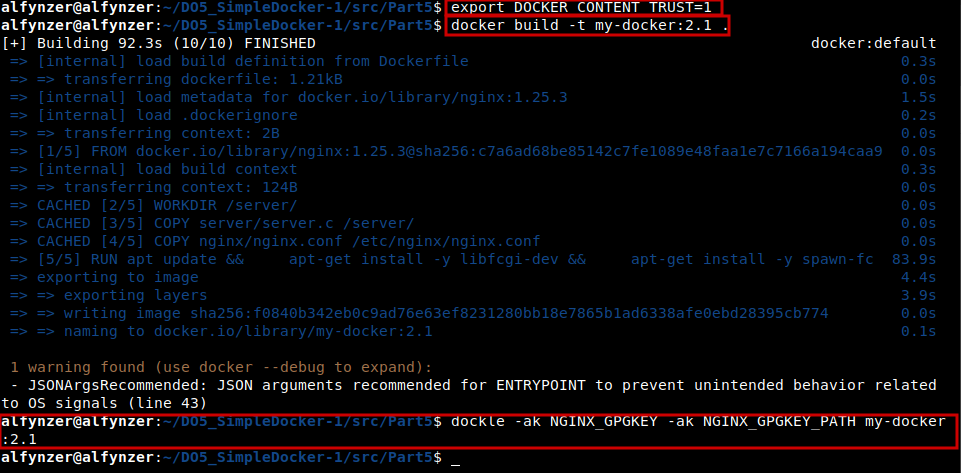 alfynzer@alfynzer:~/DO5_SimpleDocker-1/src/Part5$ export DOCKER_CONTENT_TRUST=1
alfynzer@alfynzer:~/DO5_SimpleDocker-1/src/Part5$ docker build -t my-docker:2.1 .
[+] Building 92.3s (10/10) FINISHED docker:default
=> [internal] load build definition from Dockerfile 0.3s
=> => transferring dockerfile: 1.21kB 0.0s
=> [internal] load metadata for docker.io/library/nginx:1.25.3 1.5s
=> [internal] load .dockerignore 0.2s
=> => transferring context: 2B 0.0s
=> [1/5] FROM docker.io/library/nginx:1.25.3@sha256:c7a6ad68be85142c7fe1089e48faa1e7c7166a194caa9 0.0s
=> [internal] load build context 0.3s
=> => transferring context: 124B 0.0s
=> CACHED [2/5] WORKDIR /server/ 0.0s
=> CACHED [3/5] COPY server/server.c /server/ 0.0s
=> CACHED [4/5] COPY nginx/nginx.conf /etc/nginx/nginx.conf 0.0s
=> [5/5] RUN apt update && apt-get install -y libfcgi-dev && apt-get install -y spawn-fc 83.9s
=> exporting to image 4.4s
=> => exporting layers 3.9s
=> => writing image sha256:f0840b342eb0c9ad76e63ef8231280bb18e7865b1ad6338afe0ebd28395cb774 0.0s
=> => naming to docker.io/library/my-docker:2.1 0.1s
1 warning found (use docker --debug to expand):
- JSONArgsRecommended: JSON arguments recommended for ENTRYPOINT to prevent unintended behavior related
to OS signals (line 43)
alfynzer@alfynzer:~/DO5_SimpleDocker-1/src/Part5$ dockle -ak NGINX_GPGKEY -ak NGINX_GPGKEY_PATH my-docker
:2.1
alfynzer@alfynzer:~/DO5_SimpleDocker-1/src/Part5$ _